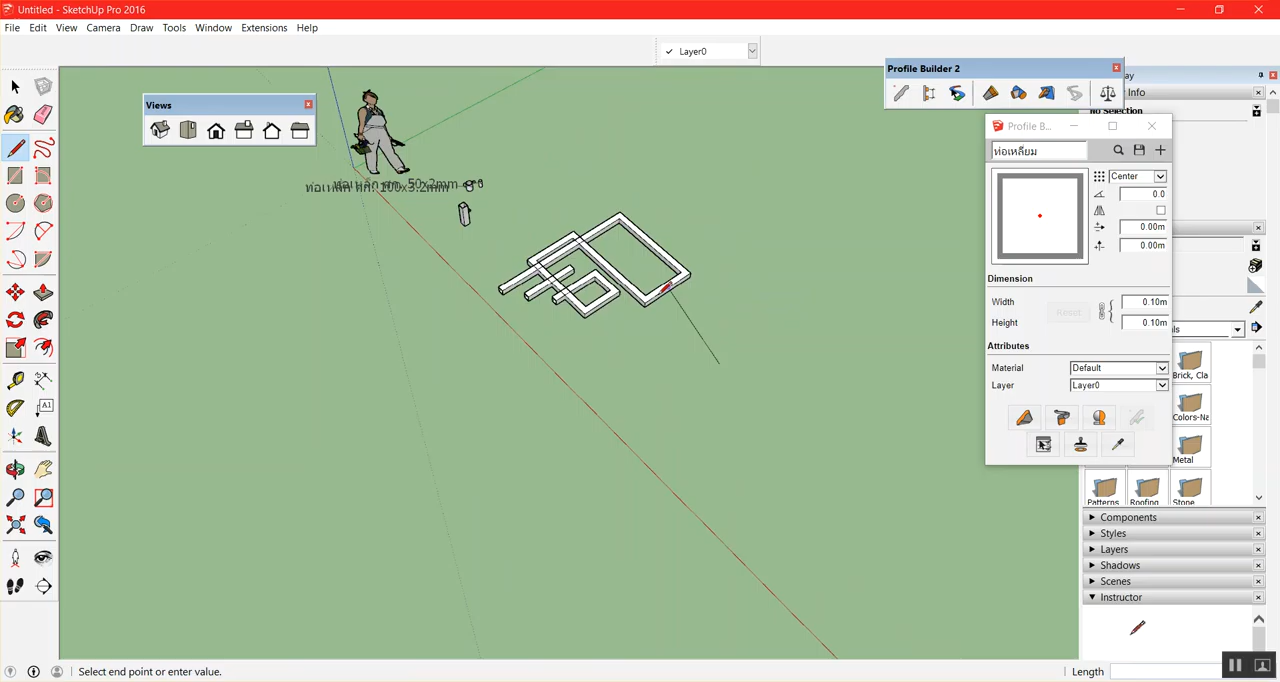 Untitled - SketchUp Pro 2016
File Edit View Camera Draw Tools Window Extensions Help
Layer0
Profile Builder 2
Views
Info
No Selection
Profile B...
ท่อเหลี่ยม
Center
0.0
0.00m
0.00m
Dimension
Width 0.10m
Reset
Height 0.10m
Attributes
Material Default
Layer Layer0
Brick, Cla
Colors-Na
Metal
Patterns Roofing Stone
Components
Styles
Layers
Shadows
Scenes
Instructor
A1
Select end point or enter value.
Length